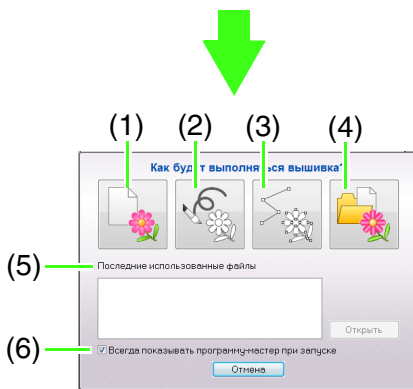 (1) (2) (3) (4)
Как будет выполняться вышивка?
(5) Последние использованные файлы
Открыть
(6) Всегда показывать программу-мастер при запуске
Отмена